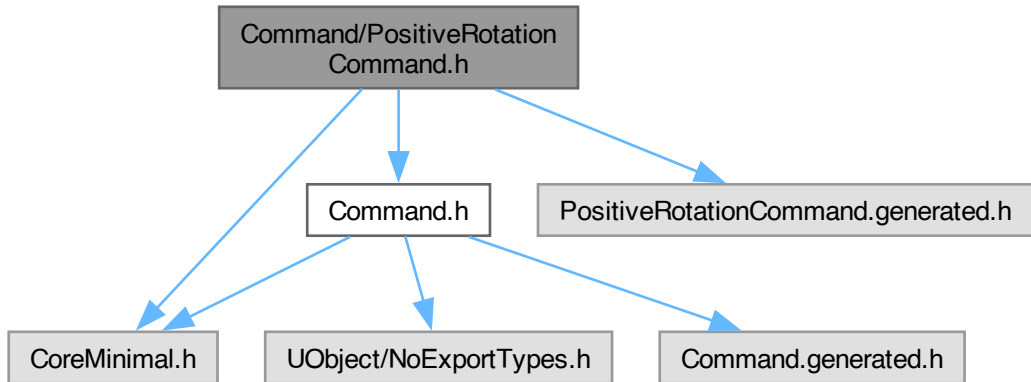 Command/PositiveRotation
Command.h
Command.h
PositiveRotationCommand.generated.h
CoreMinimal.h
UObject/NoExportTypes.h
Command.generated.h